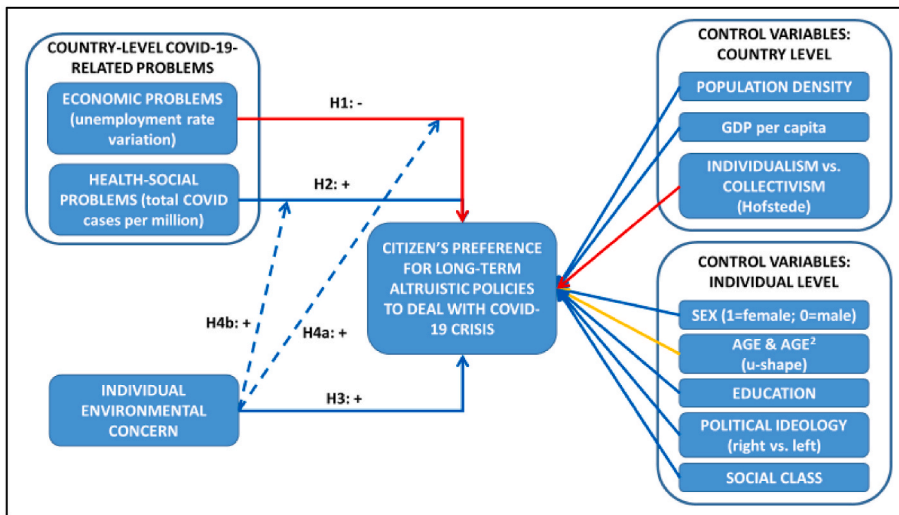 COUNTRY-LEVEL COVID-19-
RELATED PROBLEMS
ECONOMIC PROBLEMS
(unemployment rate
variation)
HEALTH-SOCIAL
PROBLEMS (total COVID
cases per million)
H1: -
H2: +
H4b: +
H4a: +
INDIVIDUAL
ENVIRONMENTAL
CONCERN
H3: +
CITIZEN'S PREFERENCE
FOR LONG-TERM
ALTRUISTIC POLICIES
TO DEAL WITH COVID-
19 CRISIS
CONTROL VARIABLES:
COUNTRY LEVEL
POPULATION DENSITY
GDP per capita
INDIVIDUALISM vs.
COLLECTIVISM
(Hofstede)
CONTROL VARIABLES:
INDIVIDUAL LEVEL
SEX (1=female; 0=male)
AGE & AGE²
(u-shape)
EDUCATION
POLITICAL IDEOLOGY
(right vs. left)
SOCIAL CLASS